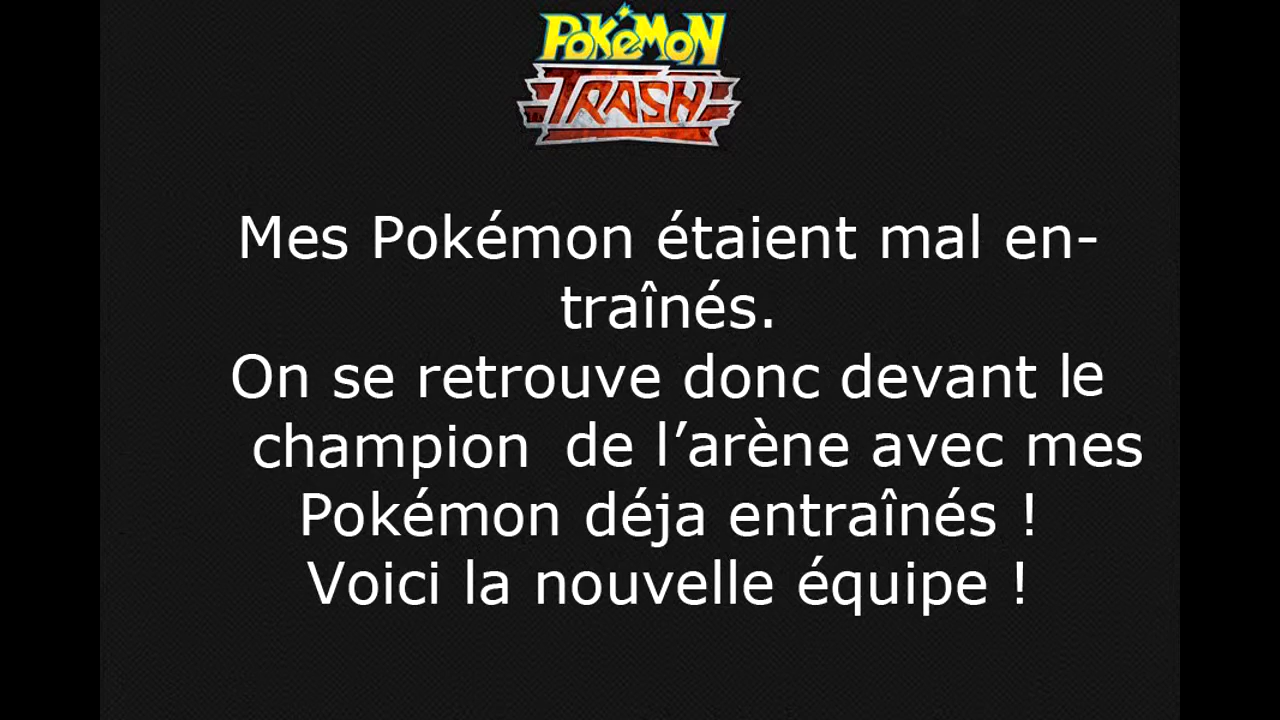 POKéMON
TRASH
Mes Pokémon étaient mal en-
traînés.
On se retrouve donc devant le
champion de l’arène avec mes
Pokémon déja entraînés !
Voici la nouvelle équipe !